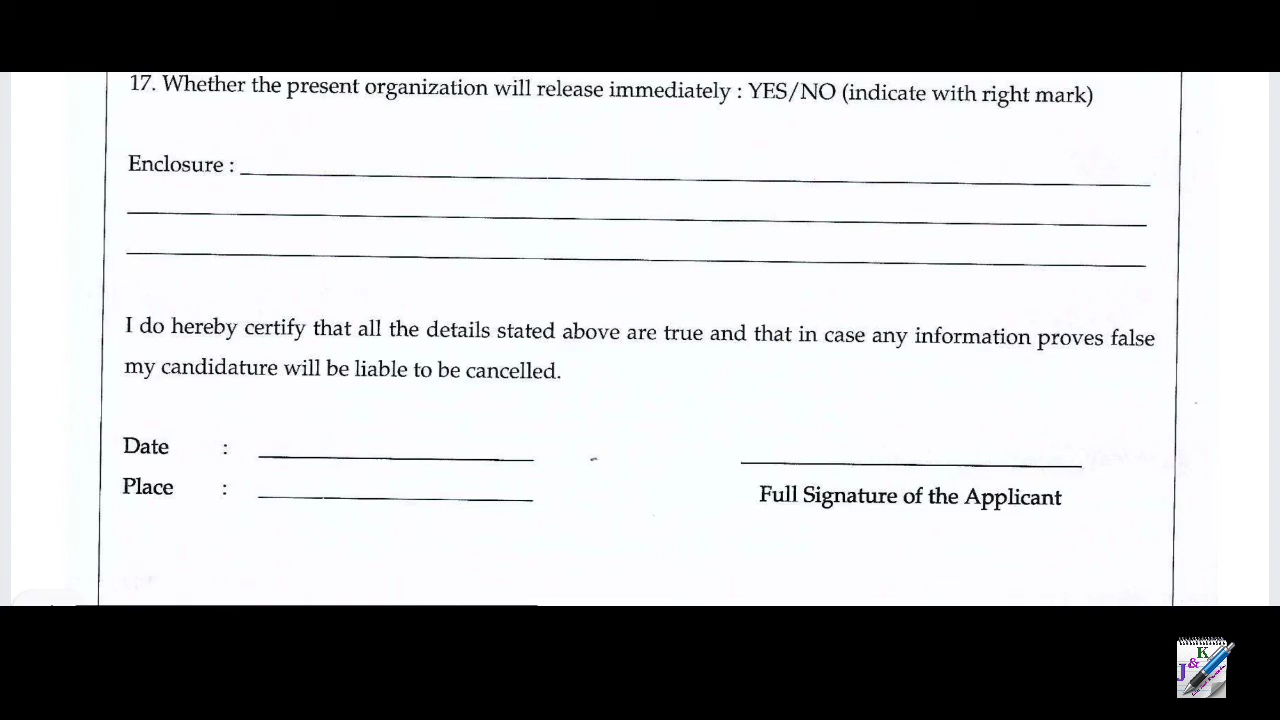 17. Whether the present organization will release immediately : YES/NO (indicate with right mark)
Enclosure :
I do hereby certify that all the details stated above are true and that in case any information proves false
my candidature will be liable to be cancelled.
Date :
Place :
Full Signature of the Applicant
J&K